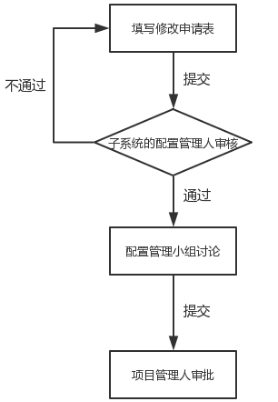 填写修改申请表
提交
不通过
子系统的配置管理人审核
通过
配置管理小组讨论
提交
项目管理人审批